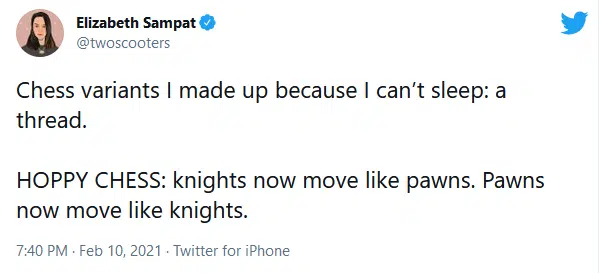 Elizabeth Sampat
@twoscooters
Chess variants I made up because I can’t sleep: a
thread.
HOPPY CHESS: knights now move like pawns. Pawns
now move like knights.
7:40 PM · Feb 10, 2021 · Twitter for iPhone